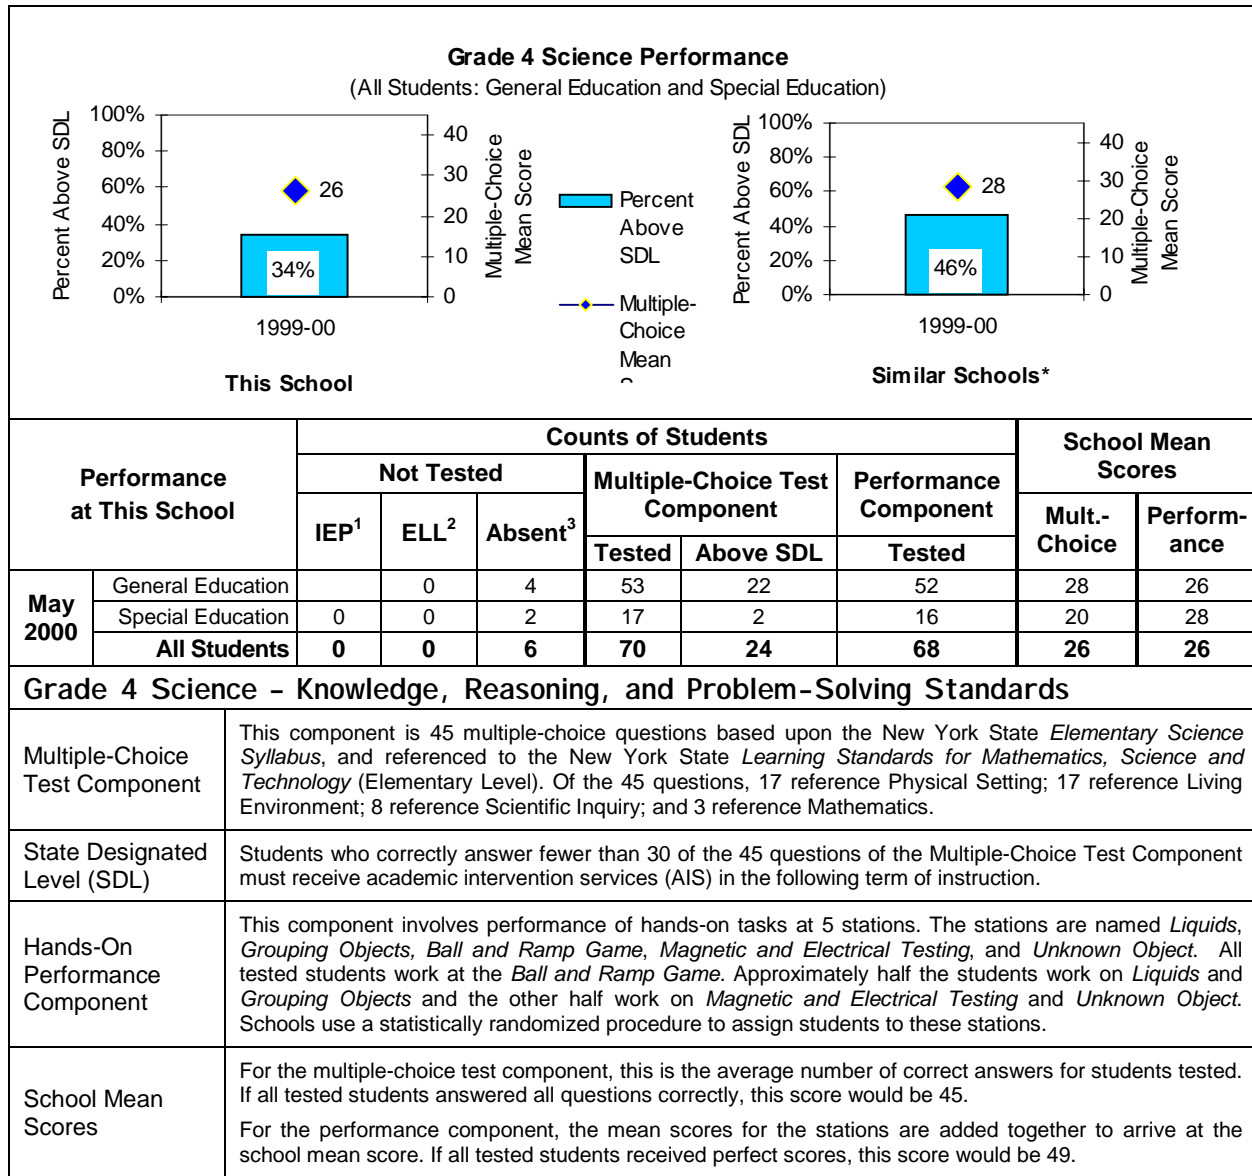 Grade 4 Science Performance
(All Students: General Education and Special Education)
Percent Above SDL
100%
80%
60%
40%
20%
0%
26
34%
40
30
20
10
0
Multiple-Choice
Mean Score
1999-00
This School
Percent
Above
SDL
Multiple-
Choice
Mean
Percent Above SDL
100%
80%
60%
40%
20%
0%
28
46%
40
30
20
10
0
Multiple-Choice
Mean Score
1999-00
Similar Schools*
Performance
at This School
Counts of Students
School Mean
Scores
Not Tested
Multiple-Choice Test
Component
Performance
Component
IEP1 ELL2 Absent3
Tested Above SDL Tested
Mult.-
Choice
Perform-
ance
May
2000
General Education 0 4 53 22 52 28 26
Special Education 0 0 2 17 2 16 20 28
All Students 0 0 6 70 24 68 26 26
Grade 4 Science – Knowledge, Reasoning, and Problem-Solving Standards
Multiple-Choice
Test Component
This component is 45 multiple-choice questions based upon the New York State Elementary Science
Syllabus, and referenced to the New York State Learning Standards for Mathematics, Science and
Technology (Elementary Level). Of the 45 questions, 17 reference Physical Setting; 17 reference Living
Environment; 8 reference Scientific Inquiry; and 3 reference Mathematics.
State Designated
Level (SDL)
Students who correctly answer fewer than 30 of the 45 questions of the Multiple-Choice Test Component
must receive academic intervention services (AIS) in the following term of instruction.
Hands-On
Performance
Component
This component involves performance of hands-on tasks at 5 stations. The stations are named Liquids,
Grouping Objects, Ball and Ramp Game, Magnetic and Electrical Testing, and Unknown Object. All
tested students work at the Ball and Ramp Game. Approximately half the students work on Liquids and
Grouping Objects and the other half work on Magnetic and Electrical Testing and Unknown Object.
Schools use a statistically randomized procedure to assign students to these stations.
School Mean
Scores
For the multiple-choice test component, this is the average number of correct answers for students tested.
If all tested students answered all questions correctly, this score would be 45.
For the performance component, the mean scores for the stations are added together to arrive at the
school mean score. If all tested students received perfect scores, this score would be 49.